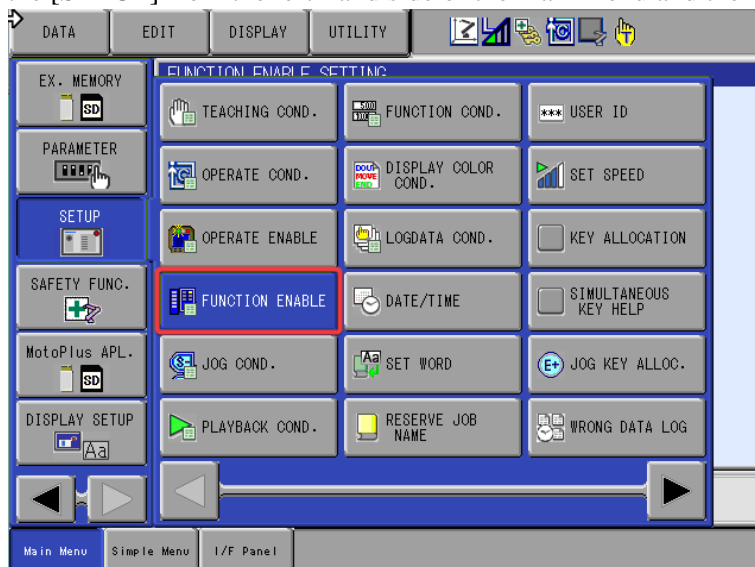 DATA
EDIT
DISPLAY
UTILITY
EX. MEMORY
SD
PARAMETER
SETUP
SAFETY FUNC.
MotoPlus APL.
SD
DISPLAY SETUP
Aa
FUNCTION ENABLE SETTING
TEACHING COND.
FUNCTION COND.
*** USER ID
OPERATE COND.
DISPLAY COLOR
COND.
SET SPEED
OPERATE ENABLE
LOGDATA COND.
KEY ALLOCATION
FUNCTION ENABLE
DATE/TIME
SIMULTANEOUS
KEY HELP
JOG COND.
Aa
SET WORD
E+
JOG KEY ALLOC.
PLAYBACK COND.
RESERVE JOB
NAME
WRONG DATA LOG
Main Menu
Simple Menu
I/F Panel